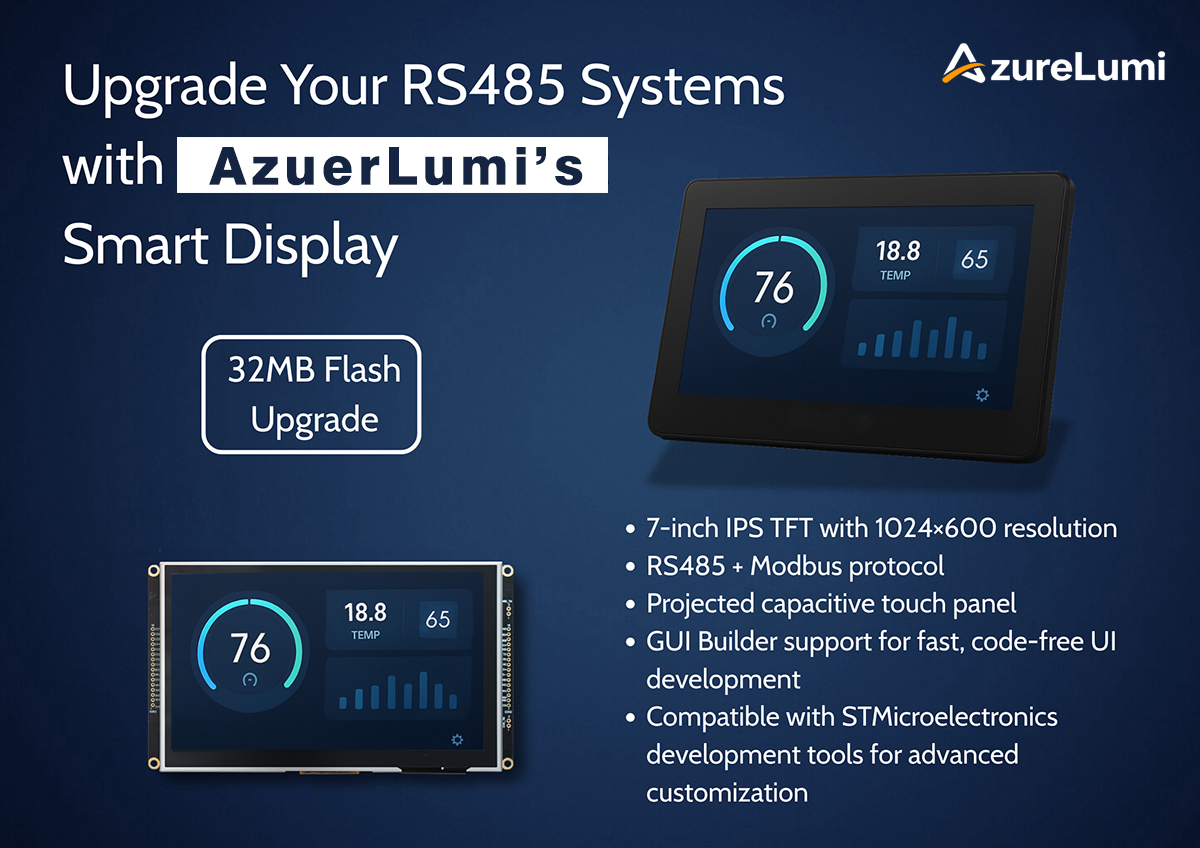 AzureLumi
Upgrade Your RS485 Systems
with AzuerLumi's
Smart Display
32MB Flash
Upgrade
76
18.8
TEMP
65
• 7-inch IPS TFT with 1024×600 resolution
• RS485 + Modbus protocol
• Projected capacitive touch panel
• GUI Builder support for fast, code-free UI
development
• Compatible with STMicroelectronics
development tools for advanced
customization
76
18.8
TEMP
65